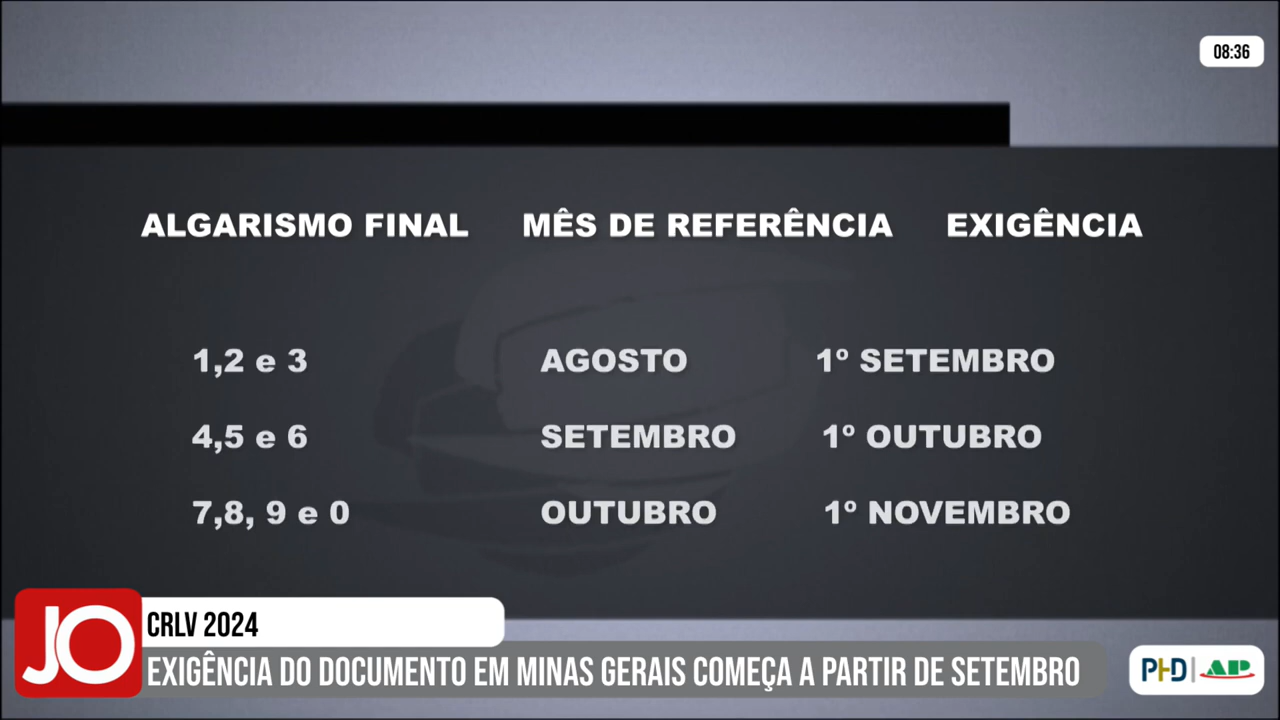 08:36
ALGARISMO FINAL MÊS DE REFERÊNCIA EXIGÊNCIA
1,2 e 3 AGOSTO 1º SETEMBRO
4,5 e 6 SETEMBRO 1º OUTUBRO
7,8, 9 e 0 OUTUBRO 1º NOVEMBRO
JO
CRLV 2024
EXIGÊNCIA DO DOCUMENTO EM MINAS GERAIS COMEÇA A PARTIR DE SETEMBRO
PHD | AP